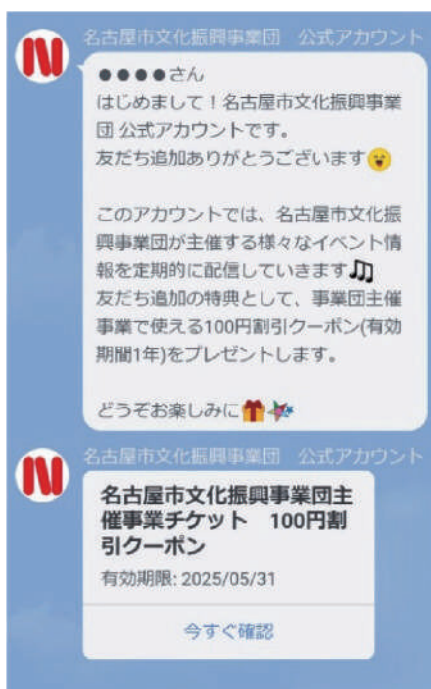 名古屋市文化振興事業団　公式アカウント
●●●●さん
はじめまして！名古屋市文化振興事業
団 公式アカウントです。
友だち追加ありがとうございます😀
このアカウントでは、名古屋市文化振
興事業団が主催する様々なイベント情
報を定期的に配信していきます🎵
友だち追加の特典として、事業団主催
事業で使える100円割引クーポン(有効
期間1年)をプレゼントします。
どうぞお楽しみに🎁
名古屋市文化振興事業団　公式アカウント
名古屋市文化振興事業団主
催事業チケット　100円割
引クーポン
有効期限: 2025/05/31
今すぐ確認